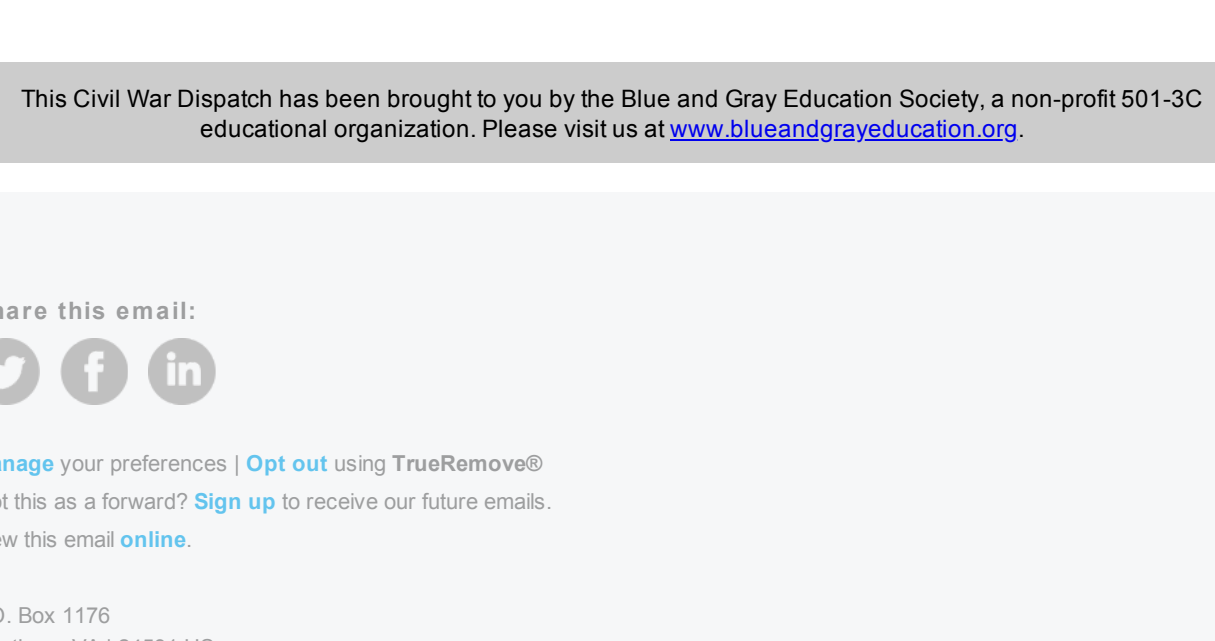 This Civil War Dispatch has been brought to you by the Blue and Gray Education Society, a non-profit 501-3C
educational organization. Please visit us at www.blueandgrayeducation.org.
hare this email:
f in
nage your preferences | Opt out using TrueRemove®
this as a forward? Sign up to receive our future emails.
this email online.
Box 1176